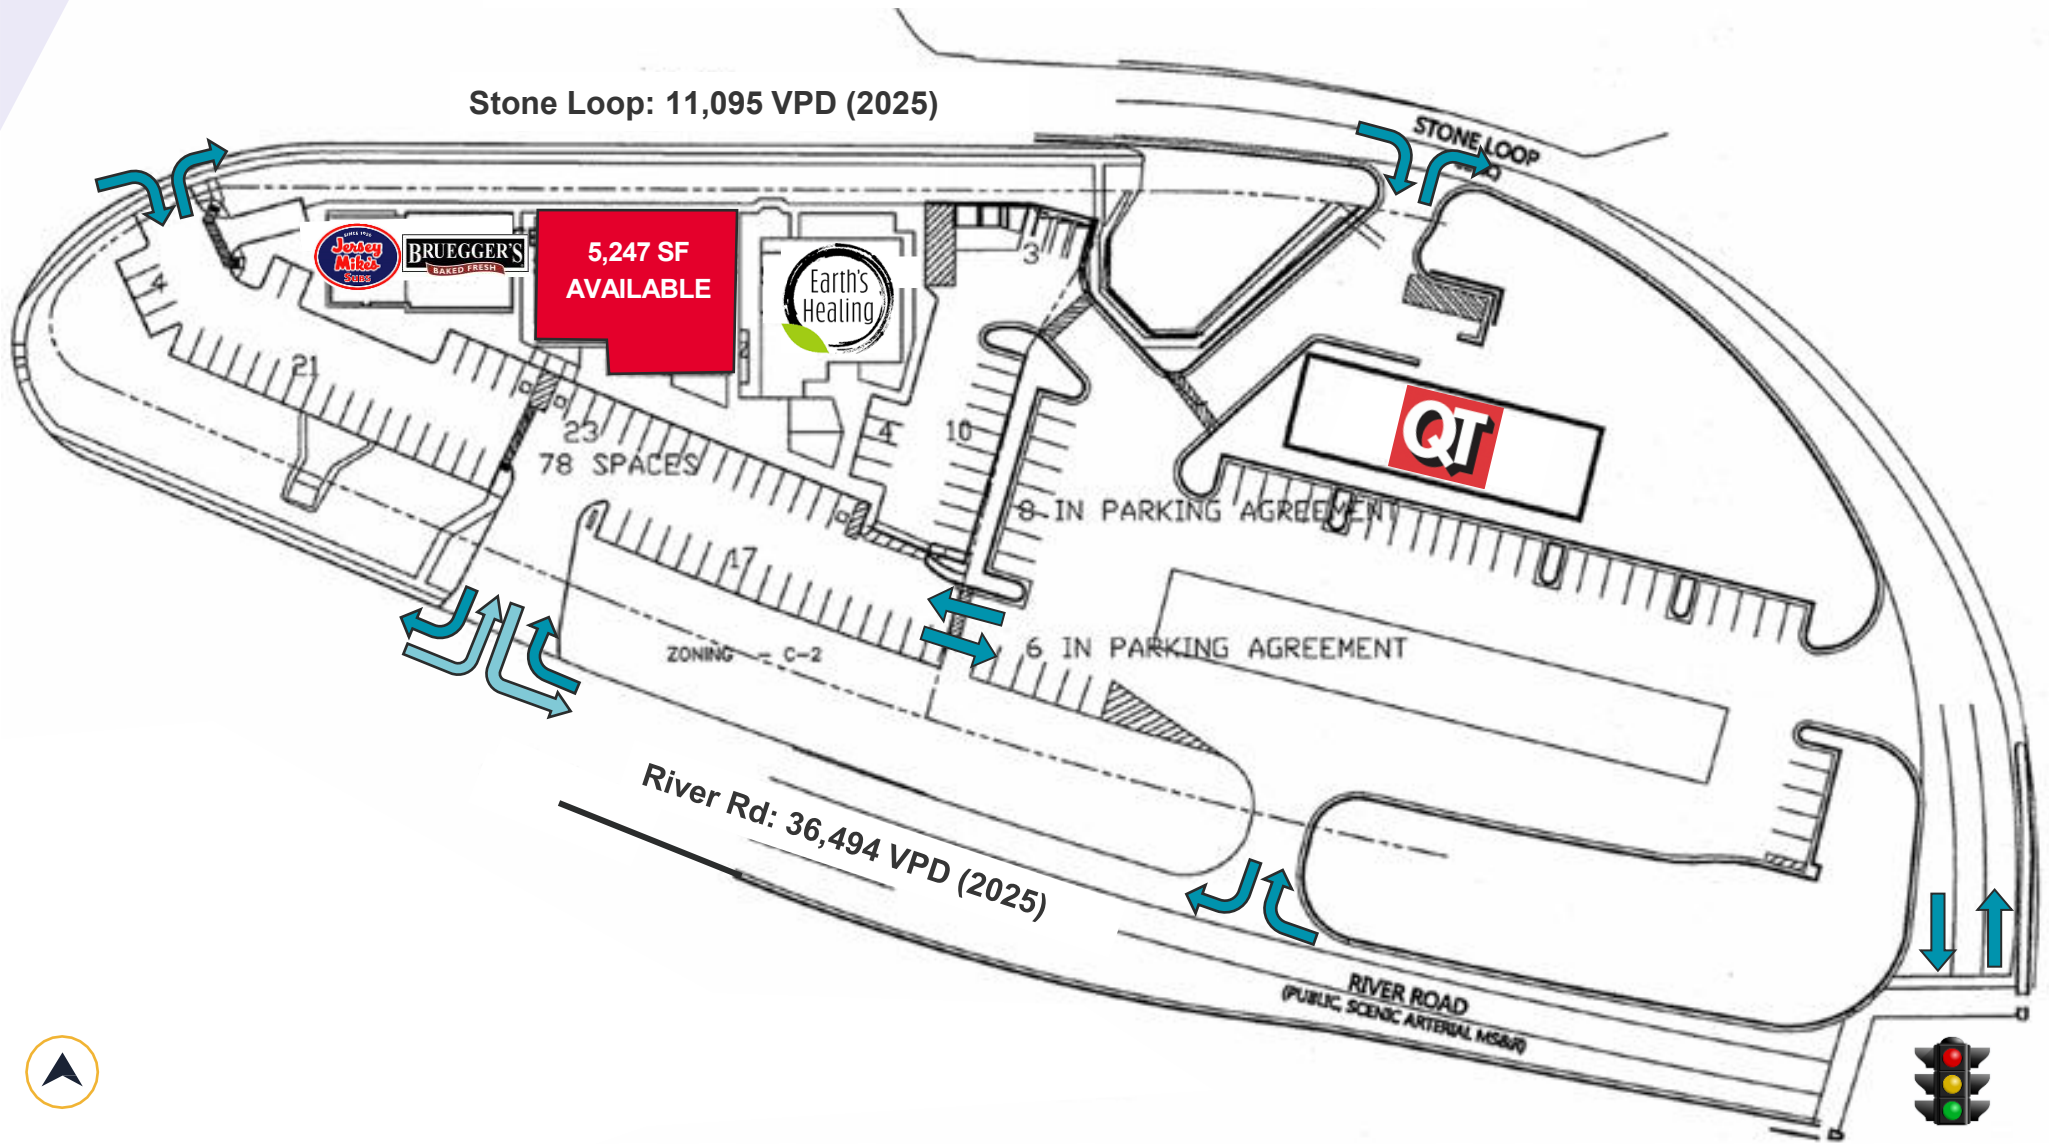 Stone Loop: 11,095 VPD (2025)
STONE LOOP
SINCE 1956
Jersey
Mike's
SUBS
BRUEGGER'S
BAKED FRESH
5,247 SF
AVAILABLE
Earth's
Healing
3
4
21
23
78 SPACES
4
10
QT
8 IN PARKING AGREEMENT
17
6 IN PARKING AGREEMENT
ZONING - C-2
River Rd: 36,494 VPD (2025)
RIVER ROAD
(PUBLIC, SCENIC ARTERIAL MS&R)